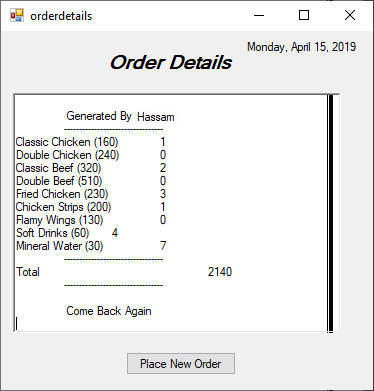 orderdetails
Monday, April 15, 2019
Order Details
Generated By Hassam
--------------------------------
Classic Chicken (160) 1
Double Chicken (240) 0
Classic Beef (320) 2
Double Beef (510) 0
Fried Chicken (230) 3
Chicken Strips (200) 1
Flamy Wings (130) 0
Soft Drinks (60) 4
Mineral Water (30) 7
--------------------------------
Total 2140
--------------------------------
Come Back Again
Place New Order